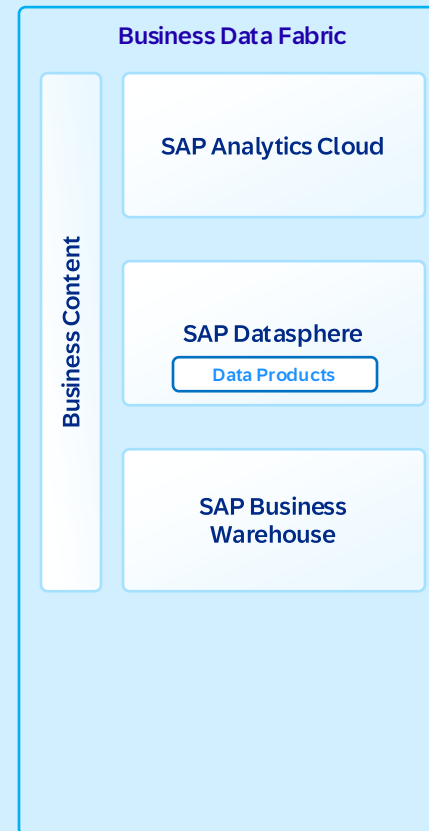 Business Data Fabric
Business Content
SAP Analytics Cloud
SAP Datasphere
Data Products
SAP Business
Warehouse